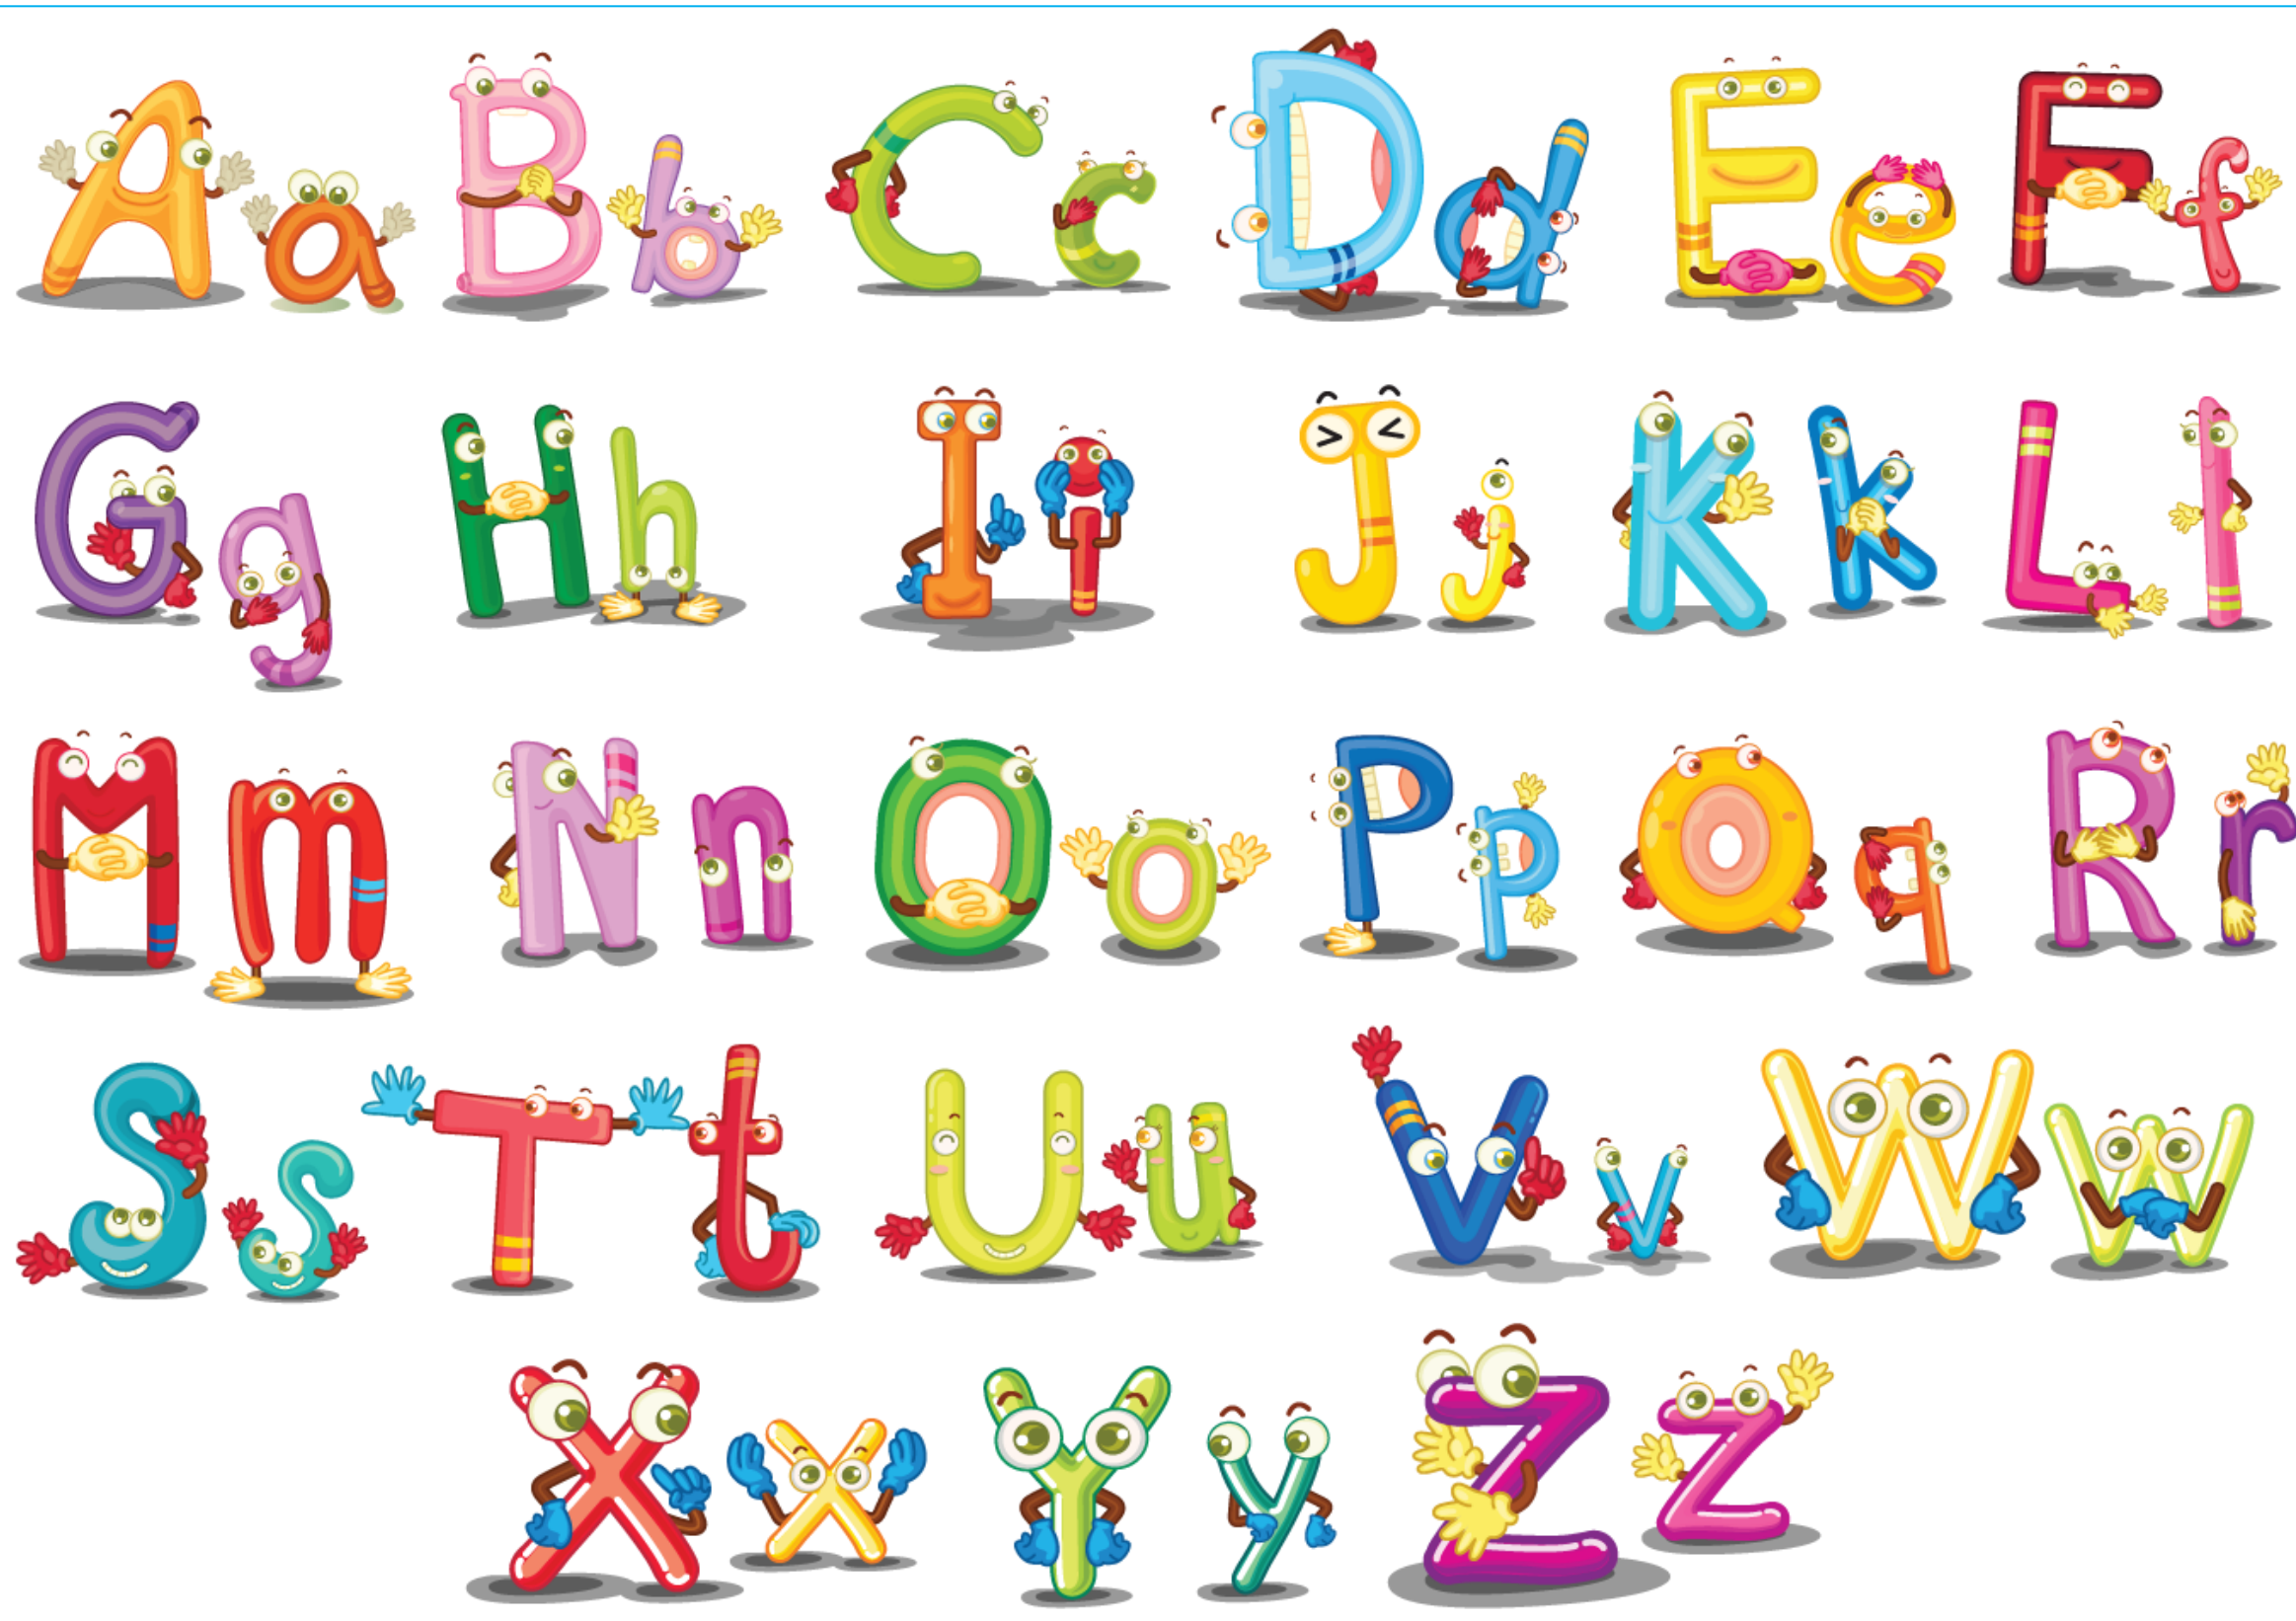 Aa Bb Cc Dd Ee Ff
Gg Hh Ii Jj Kk Ll
Mm Nn Oo Pp Qq Rr
Ss Tt Uu Vv Ww
Xx Yy Zz